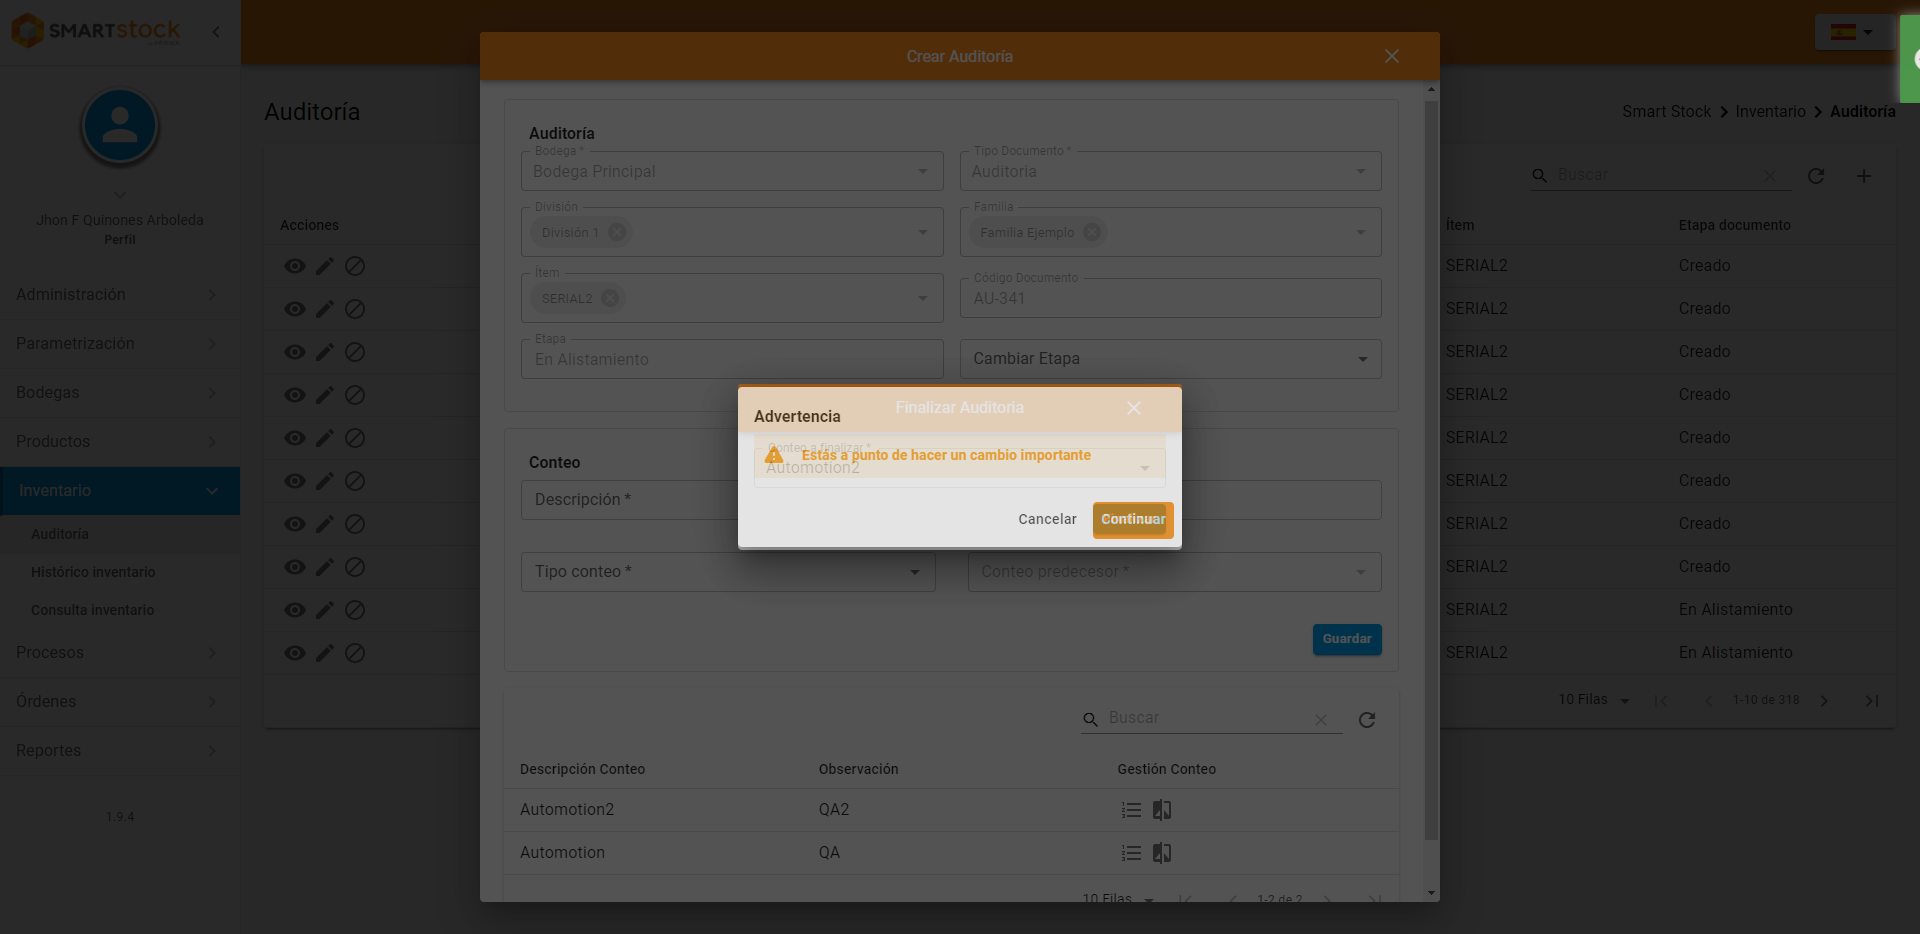 SMARTstock
Crear Auditoría
Auditoría
Smart Stock > Inventario > Auditoría
Jhon F Quinones Arboleda
Perfil
Administración
Parametrización
Bodegas
Productos
Inventario
Auditoría
Histórico inventario
Consulta inventario
Procesos
Órdenes
Reportes
1.9.4
Acciones
Auditoría
Bodega *
Bodega Principal
Tipo Documento *
Auditoria
División
División 1
Familia
Familia Ejemplo
Ítem
SERIAL2
Código Documento
AU-341
Etapa
En Alistamiento
Cambiar Etapa
Finalizar Auditoria
Advertencia
Conteo a finalizar *
Estás a punto de hacer un cambio importante
Automotion2
Cancelar
Continuar
Conteo
Descripción *
Tipo conteo *
Conteo predecesor *
Guardar
Buscar
Descripción Conteo Observación Gestión Conteo
Automotion2 QA2
Automotion QA
10 Filas 1-2 de 2
Buscar
Ítem Etapa documento
SERIAL2 Creado
SERIAL2 Creado
SERIAL2 Creado
SERIAL2 Creado
SERIAL2 Creado
SERIAL2 Creado
SERIAL2 Creado
SERIAL2 Creado
SERIAL2 En Alistamiento
SERIAL2 En Alistamiento
10 Filas 1-10 de 318